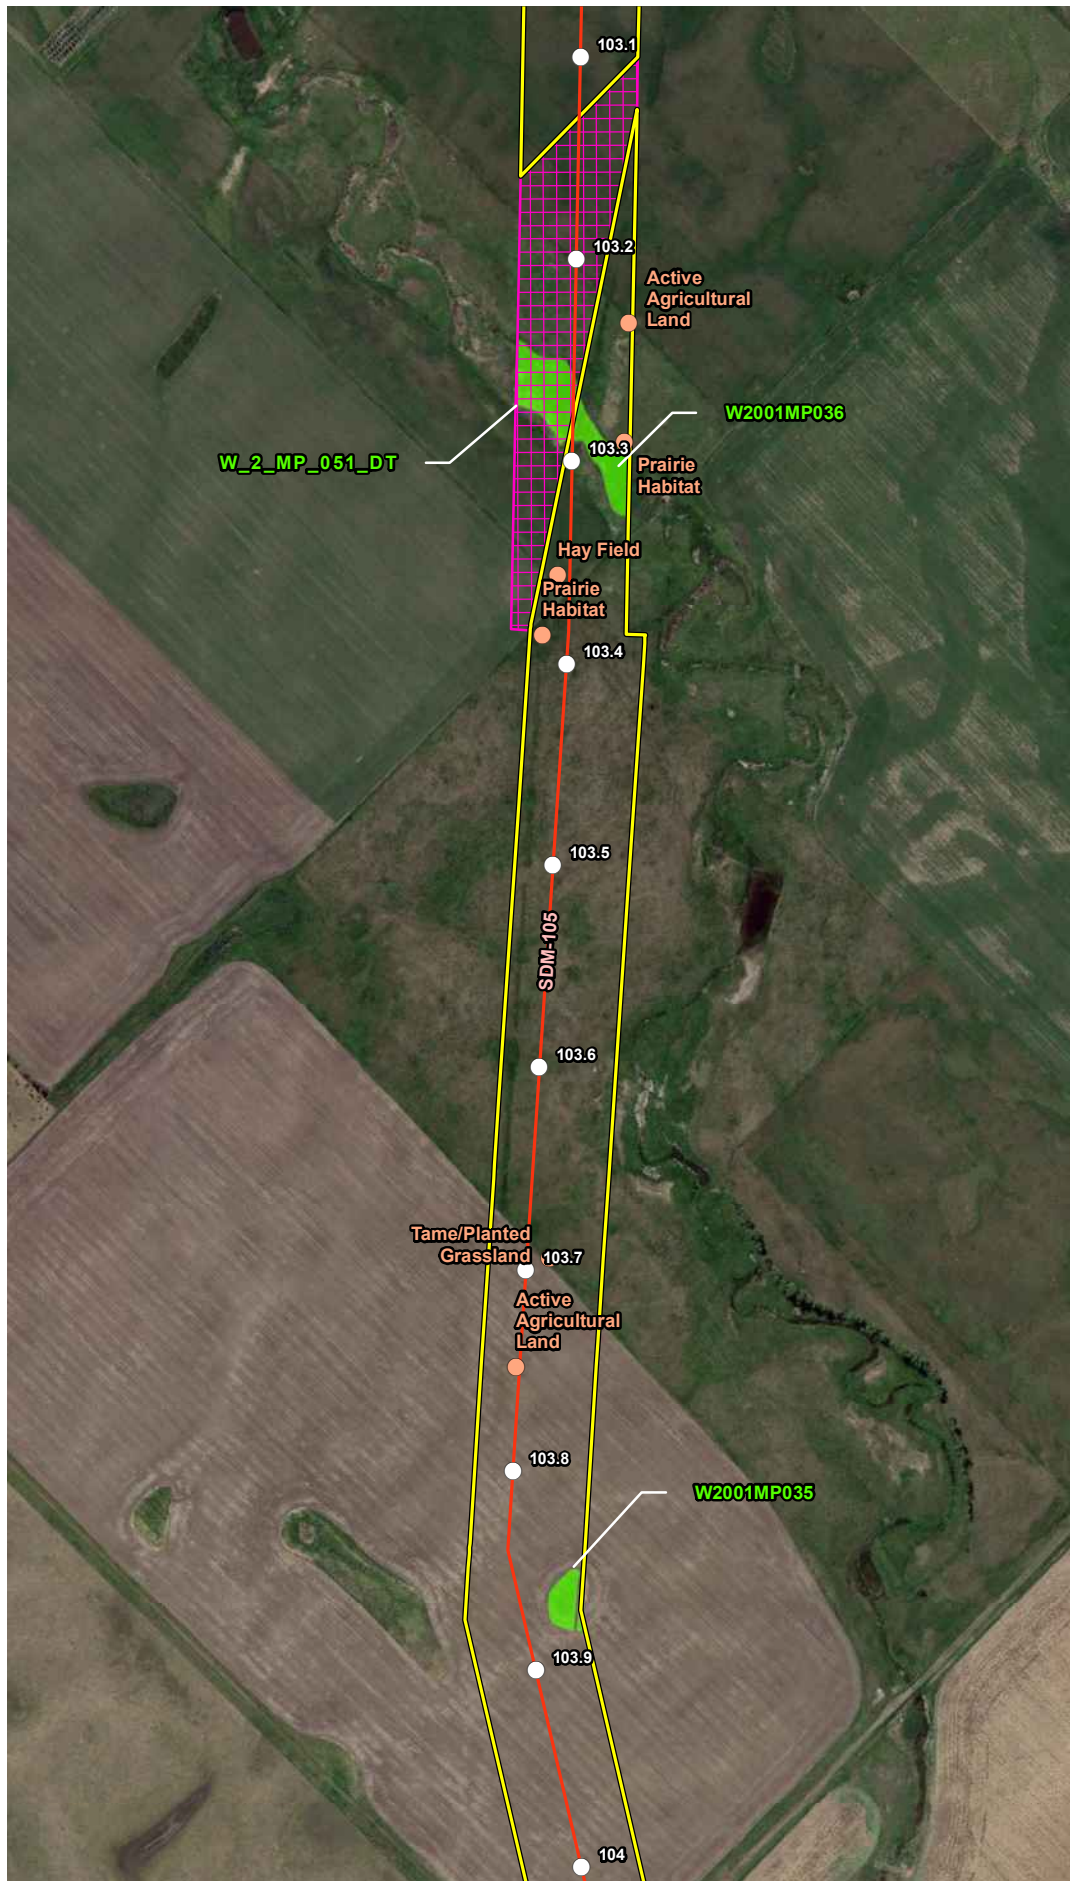 103.1
103.2
Active
Agricultural
Land
W2001MP036
W_2_MP_051_DT
103.3
Prairie
Habitat
Hay Field
Prairie
Habitat
103.4
103.5
SDM-105
103.6
Tame/Planted
Grassland
103.7
Active
Agricultural
Land
103.8
W2001MP035
103.9
104